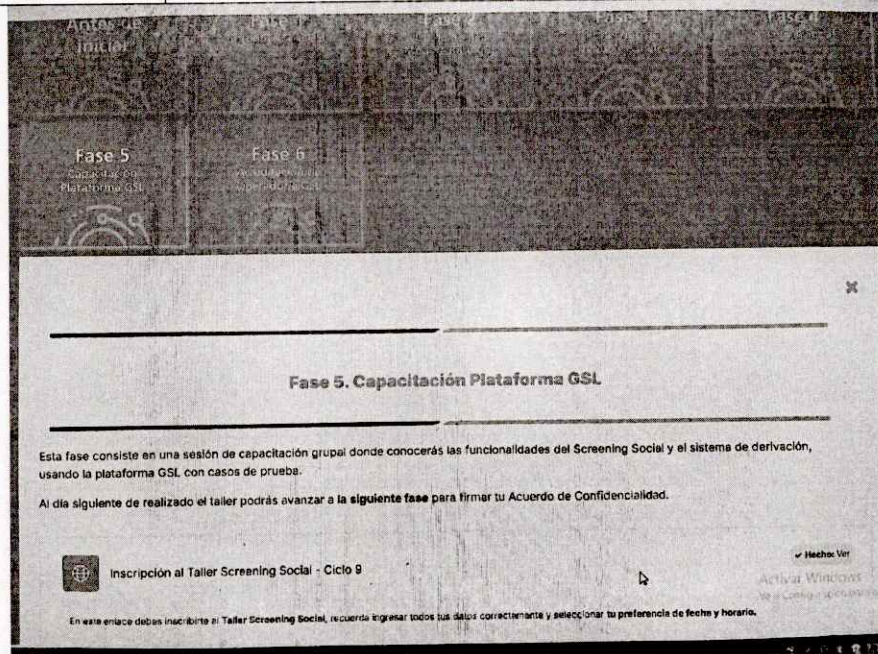 Antes de
iniciar
Fase 1
Fase 2
Fase 3
Fase 4
Fase 5
Capacitación
Plataforma GSL
Fase 6
Fase 5. Capacitación Plataforma GSL
Esta fase consiste en una sesión de capacitación grupal donde conocerás las funcionalidades del Screening Social y el sistema de derivación,
usando la plataforma GSL con casos de prueba.
Al día siguiente de realizado el taller podrás avanzar a la siguiente fase para firmar tu Acuerdo de Confidencialidad.
Inscripción al Taller Screening Social - Ciclo 9
✔ Hecho: Ver
Activar Windows
En este enlace debes inscribirte al Taller Screening Social, recuerda ingresar todos tus datos correctamente y seleccionar tu preferencia de fecha y horario.